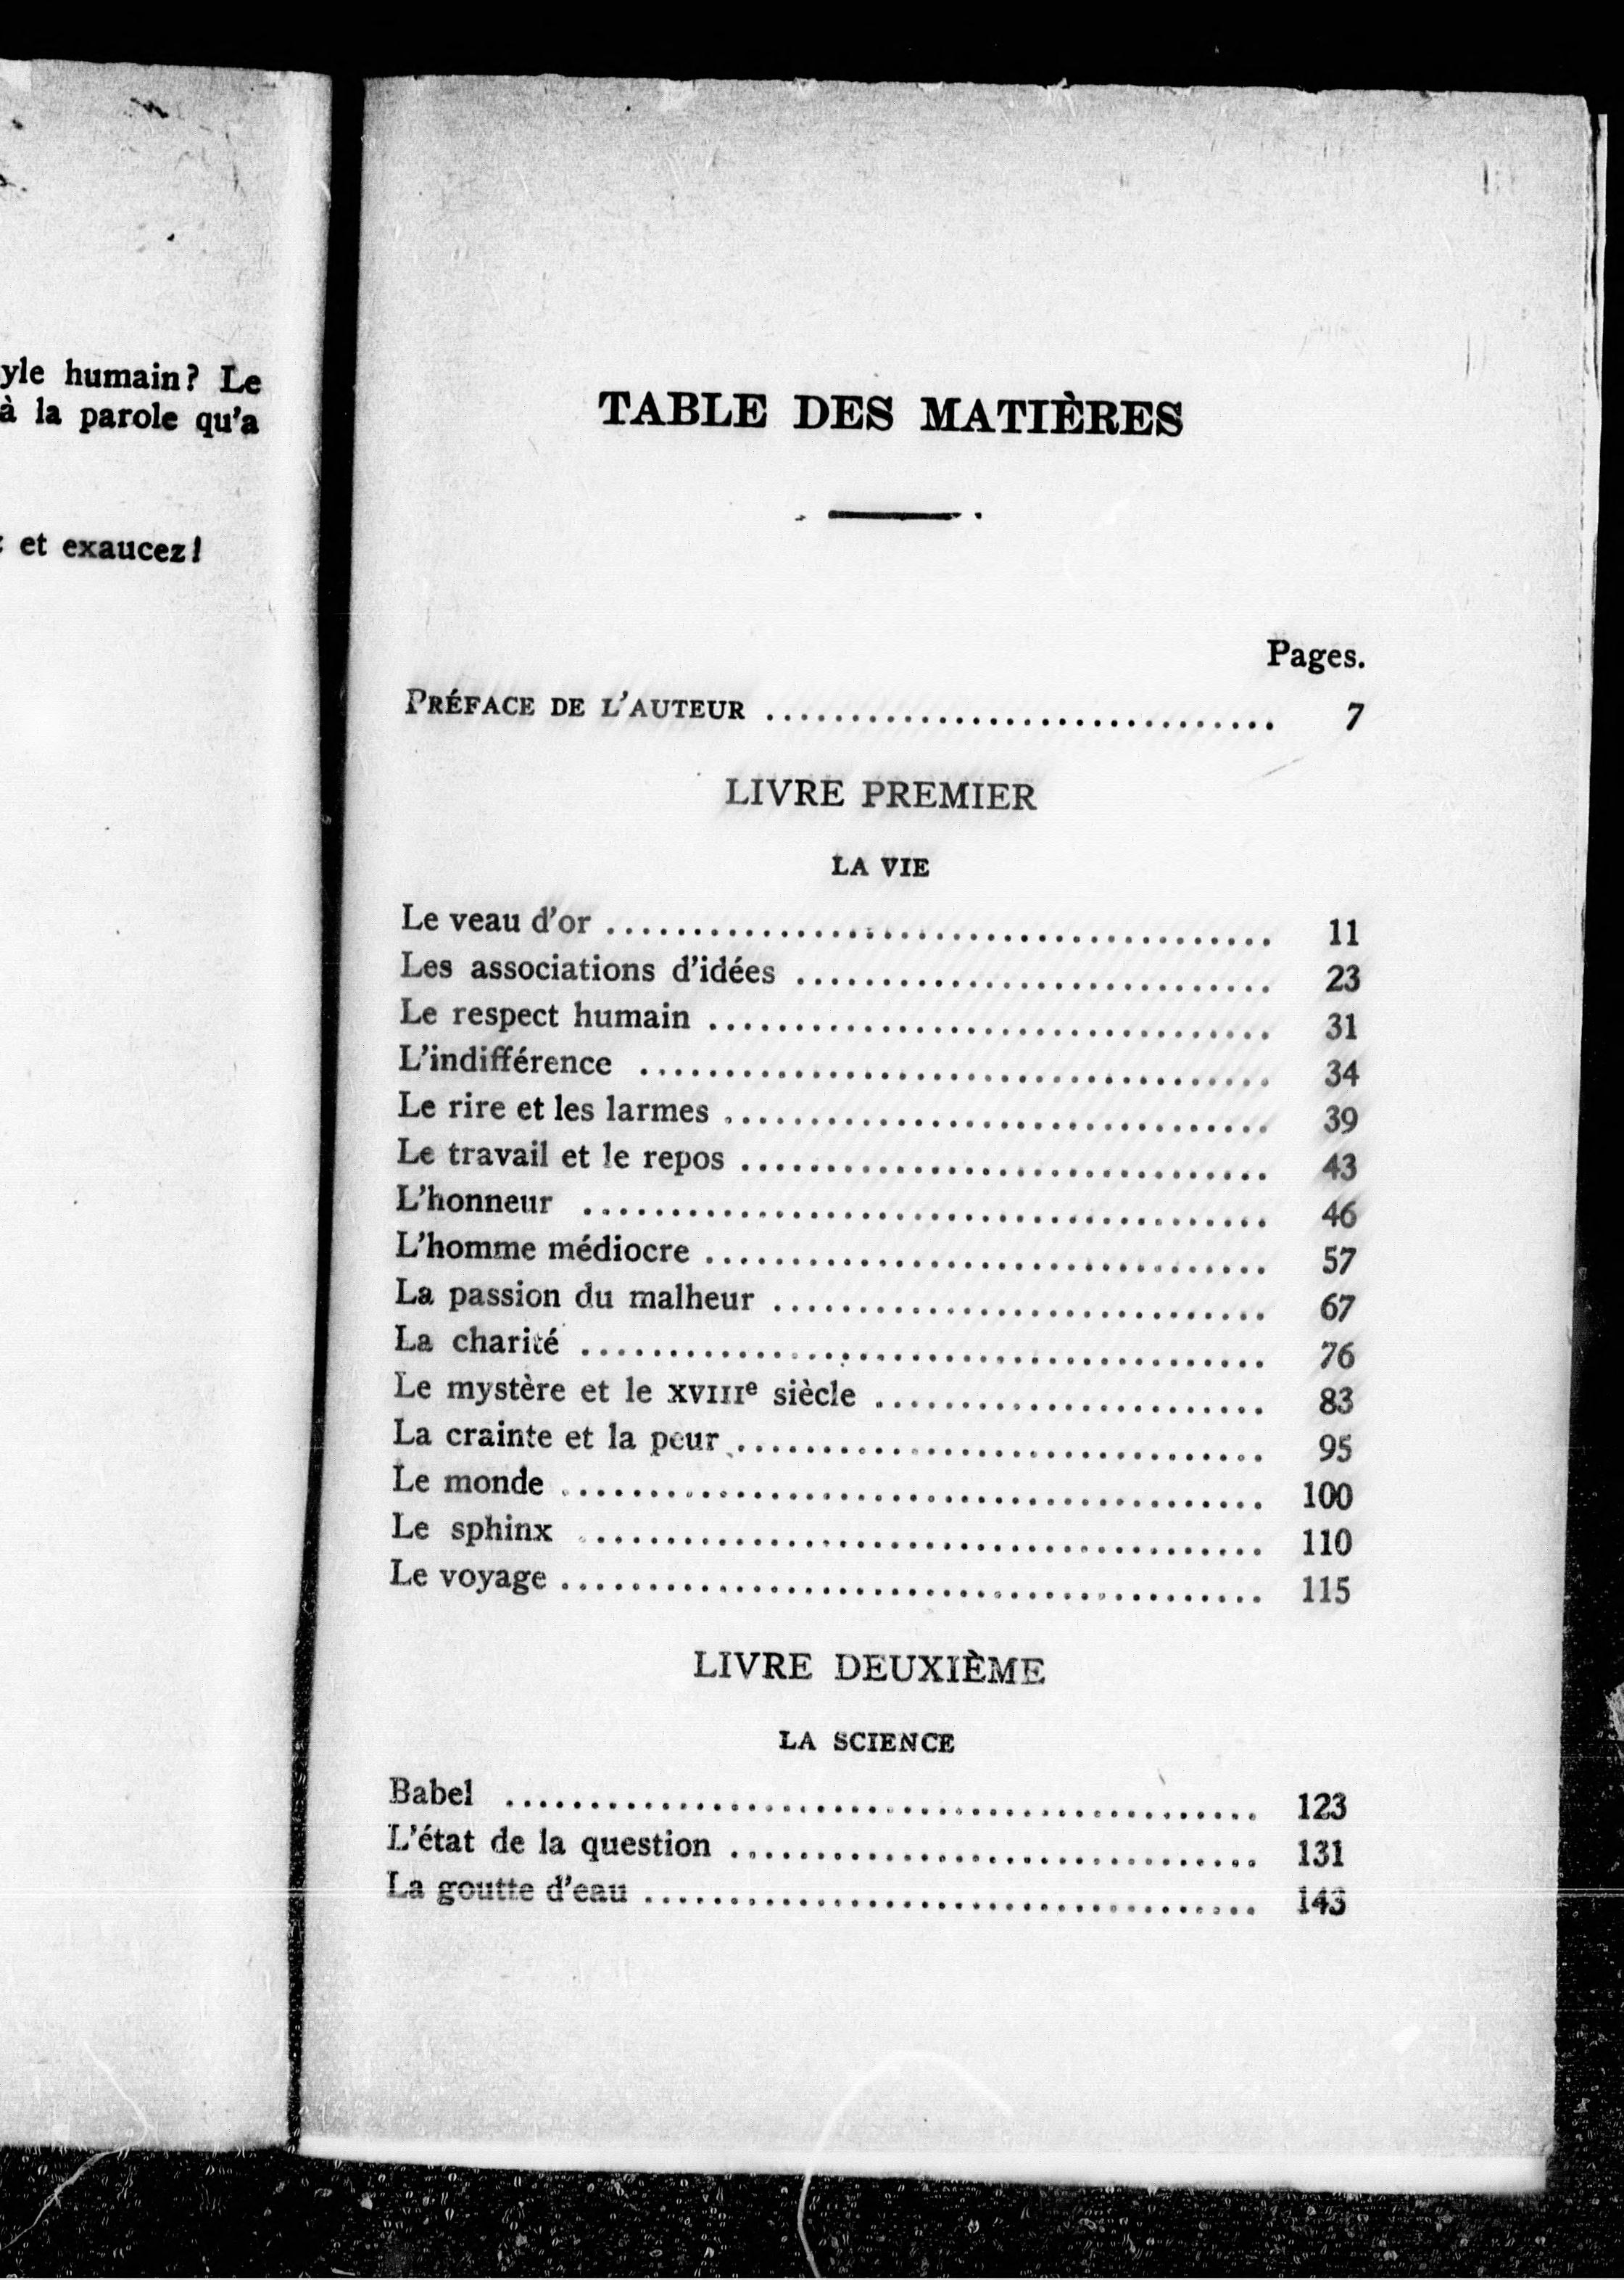 yle humain? Le
à la parole qu'a
et exaucez!
TABLE DES MATIÈRES
Pages.
PRÉFACE DE L'AUTEUR .............................. 7
LIVRE PREMIER
LA VIE
Le veau d'or ....................................... 11
Les associations d'idées ............................ 23
Le respect humain ................................. 31
L'indifférence ..................................... 34
Le rire et les larmes ................................ 39
Le travail et le repos ............................... 43
L'honneur ........................................ 46
L'homme médiocre ................................. 57
La passion du malheur ............................. 67
La charité ........................................ 76
Le mystère et le XVIIIe siècle ....................... 83
La crainte et la peur ............................... 95
Le monde ......................................... 100
Le sphinx ........................................ 110
Le voyage ......................................... 115
LIVRE DEUXIÈME
LA SCIENCE
Babel ............................................ 123
L'état de la question ............................... 131
La goutte d'eau .................................... 143